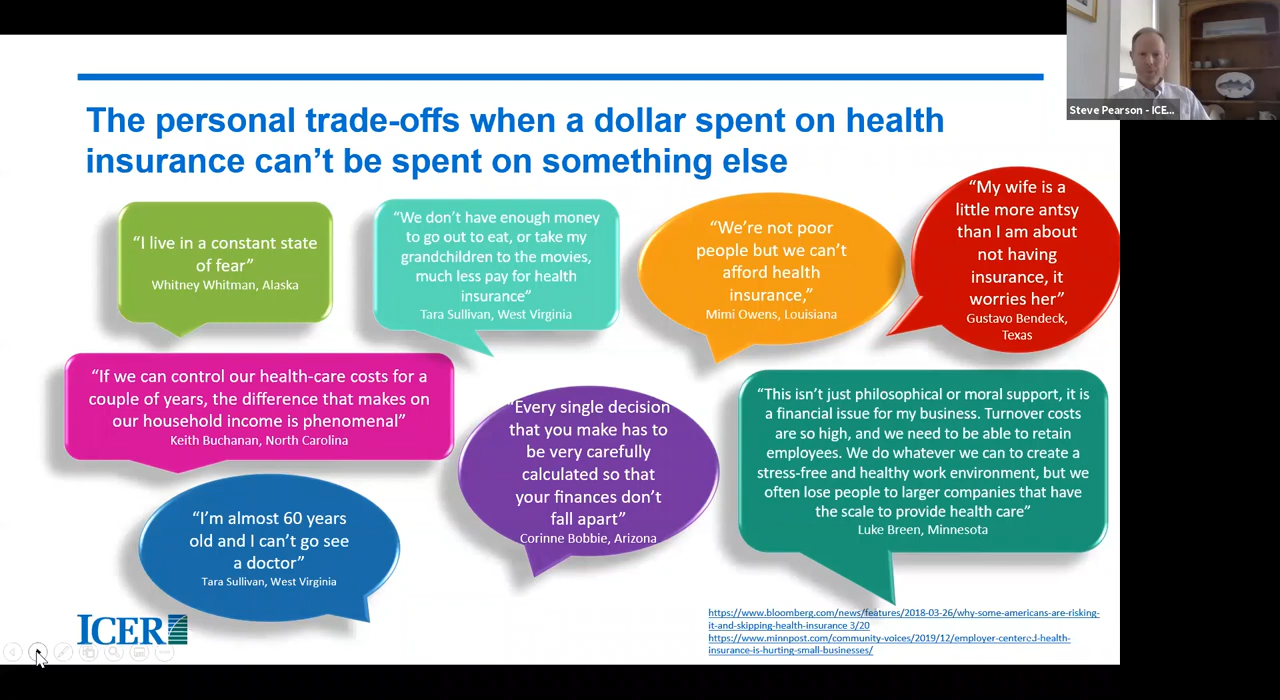 Steve Pearson - ICE...
The personal trade-offs when a dollar spent on health
insurance can’t be spent on something else
“I live in a constant state
of fear”
Whitney Whitman, Alaska
“We don’t have enough money
to go out to eat, or take my
grandchildren to the movies,
much less pay for health
insurance”
Tara Sullivan, West Virginia
“We’re not poor
people but we can’t
afford health
insurance,”
Mimi Owens, Louisiana
“My wife is a
little more antsy
than I am about
not having
insurance, it
worries her”
Gustavo Bendeck,
Texas
“If we can control our health-care costs for a
couple of years, the difference that makes on
our household income is phenomenal”
Keith Buchanan, North Carolina
“Every single decision
that you make has to
be very carefully
calculated so that
your finances don’t
fall apart”
Corinne Bobbie, Arizona
“This isn’t just philosophical or moral support, it is
a financial issue for my business. Turnover costs
are so high, and we need to be able to retain
employees. We do whatever we can to create a
stress-free and healthy work environment, but we
often lose people to larger companies that have
the scale to provide health care”
Luke Breen, Minnesota
“I’m almost 60 years
old and I can’t go see
a doctor”
Tara Sullivan, West Virginia
ICER
https://www.bloomberg.com/news/features/2018-03-26/why-some-americans-are-risking-
it-and-skipping-health-insurance 3/20
https://www.minnpost.com/community-voices/2019/12/employer-centered-health-
insurance-is-hurting-small-businesses/